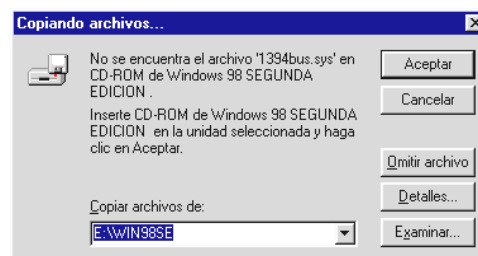 Copiando archivos...
No se encuentra el archivo '1394bus.sys' en
CD-ROM de Windows 98 SEGUNDA
EDICION .
Inserte CD-ROM de Windows 98 SEGUNDA
EDICION en la unidad seleccionada y haga
clic en Aceptar.
Copiar archivos de:
E:\WIN98SE
Aceptar
Cancelar
Omitir archivo
Detalles...
Examinar...